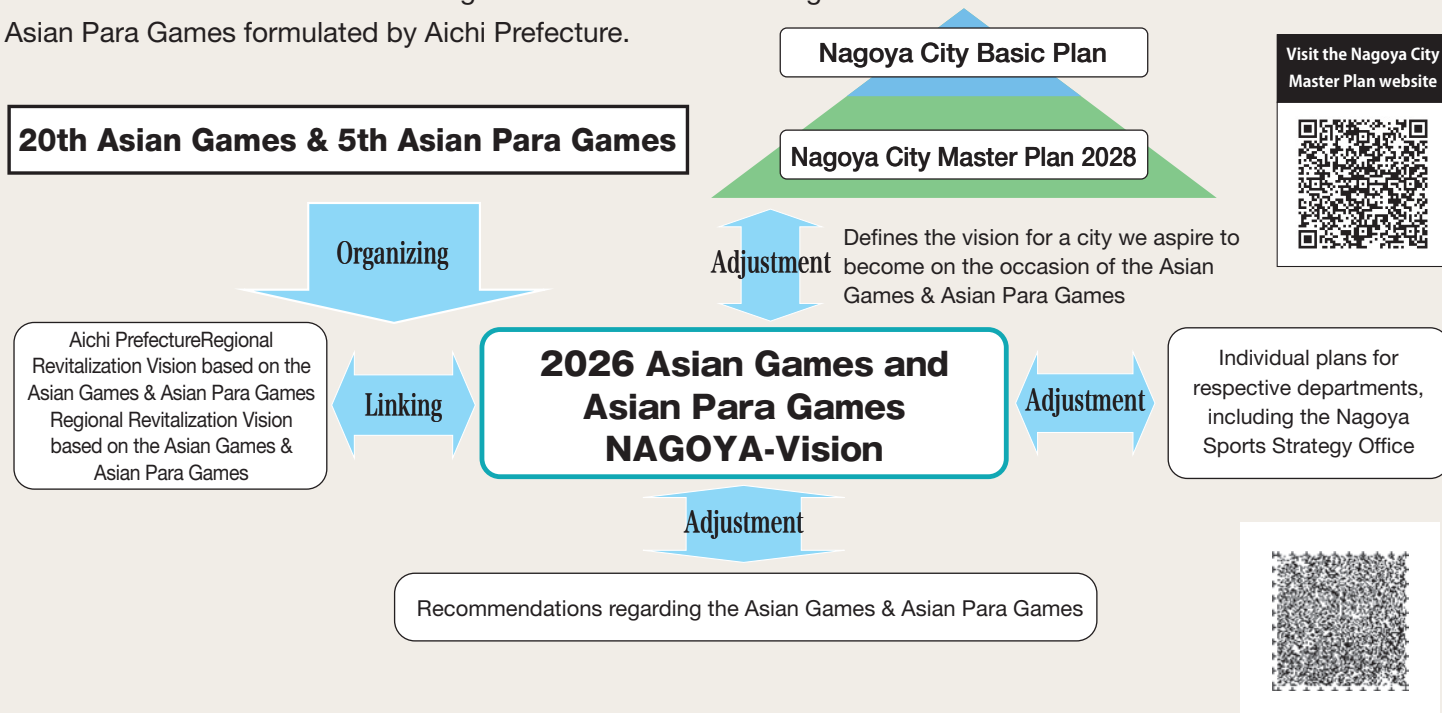 Asian Para Games formulated by Aichi Prefecture.
Nagoya City Basic Plan
Visit the Nagoya City
Master Plan website
20th Asian Games & 5th Asian Para Games
Nagoya City Master Plan 2028
Organizing
Adjustment
Defines the vision for a city we aspire to
become on the occasion of the Asian
Games & Asian Para Games
Aichi PrefectureRegional
Revitalization Vision based on the
Asian Games & Asian Para Games
Regional Revitalization Vision
based on the Asian Games &
Asian Para Games
Linking
2026 Asian Games and
Asian Para Games
NAGOYA-Vision
Adjustment
Individual plans for
respective departments,
including the Nagoya
Sports Strategy Office
Adjustment
Recommendations regarding the Asian Games & Asian Para Games